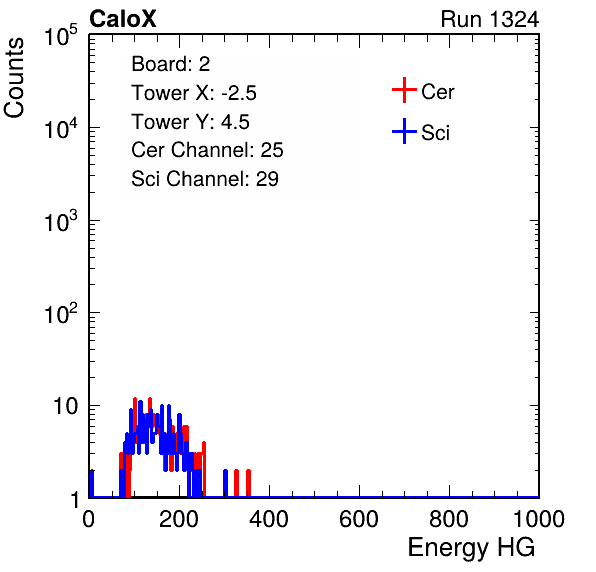 CaloX Run 1324
Counts
Board: 2
Tower X: -2.5
Tower Y: 4.5
Cer Channel: 25
Sci Channel: 29
Cer
Sci
10^5
10^4
10^3
10^2
10
1
0 200 400 600 800 1000
Energy HG